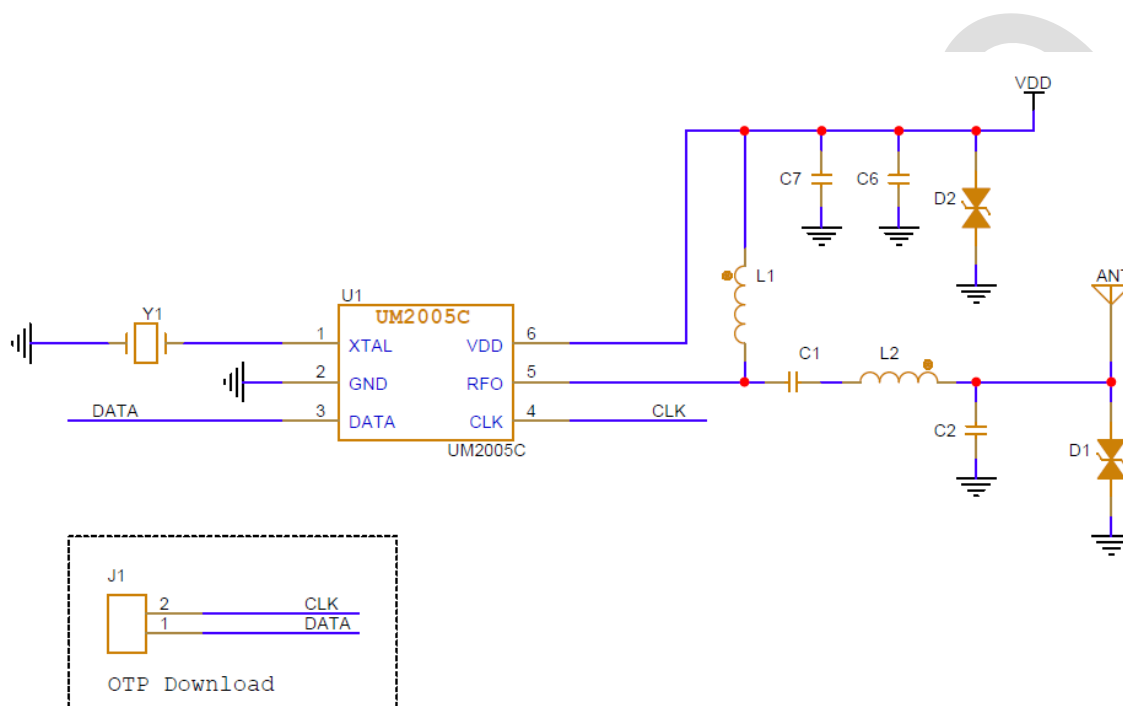 VDD
C7
C6
D2
L1
ANT
U1
UM2005C
Y1
1
XTAL
VDD
6
2
GND
RFO
5
3
DATA
CLK
4
DATA
CLK
UM2005C
C1
L2
C2
D1
J1
2
CLK
1
DATA
OTP Download